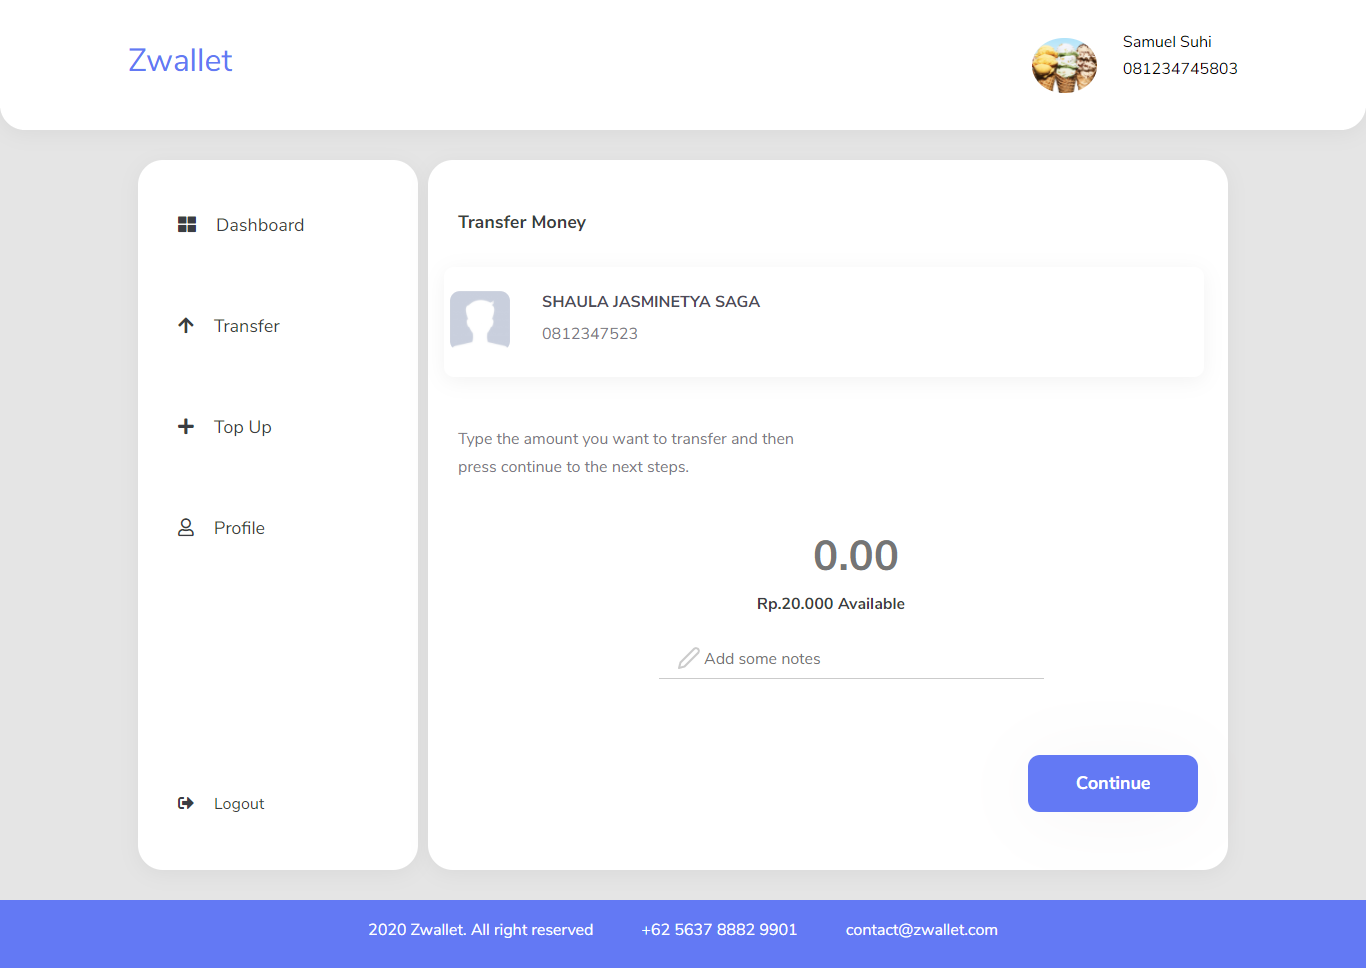 Zwallet
Samuel Suhi
081234745803
Dashboard
Transfer
Top Up
Profile
Logout
Transfer Money
SHAULA JASMINETYA SAGA
0812347523
Type the amount you want to transfer and then
press continue to the next steps.
0.00
Rp.20.000 Available
Add some notes
Continue
2020 Zwallet. All right reserved
+62 5637 8882 9901
contact@zwallet.com